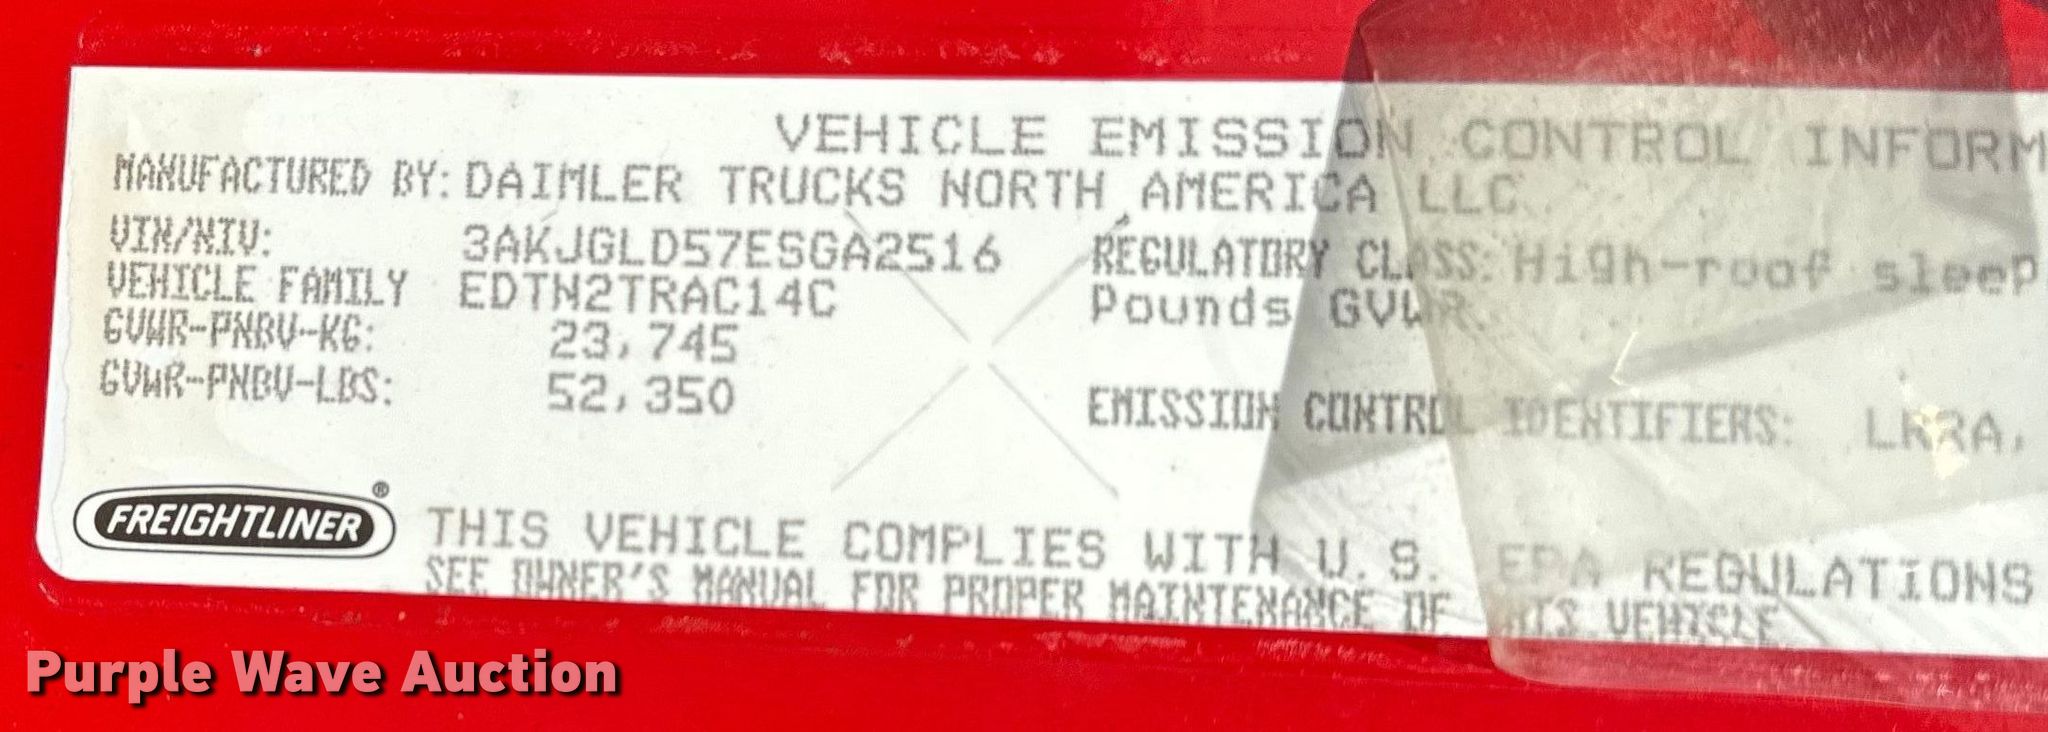 VEHICLE EMISSION CONTROL INFORM
MANUFACTURED BY: DAIMLER TRUCKS NORTH AMERICA LLC
VIN/NIV: 3AKJGLD57ESGA2516 REGULATORY CLASS: High-roof sleep
VEHICLE FAMILY EDTN2TRAC14C Pounds GVWR.
GVWR-PNBV-KG: 23,745
GVWR-PNBV-LBS: 52,350 EMISSION CONTROL IDENTIFIERS: LRRA,
FREIGHTLINER®
THIS VEHICLE COMPLIES WITH U.S. EPA REGULATIONS
SEE OWNER'S MANUAL FOR PROPER MAINTENANCE OF THIS VEHICLE
Purple Wave Auction